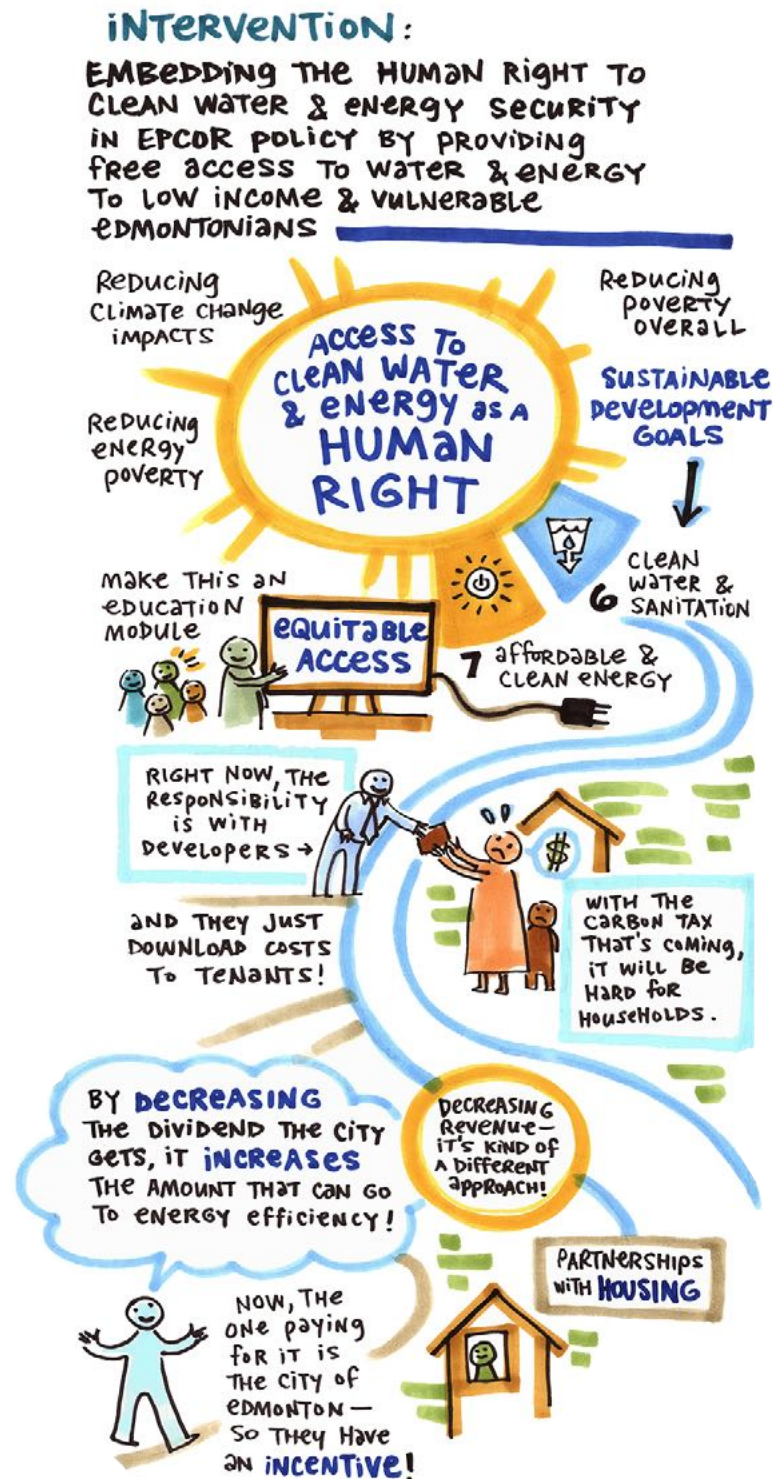 INTERVENTION:
EMBEDDING THE HUMAN RIGHT TO
CLEAN WATER & ENERGY SECURITY
IN EPCOR POLICY BY PROVIDING
FREE ACCESS TO WATER & ENERGY
TO LOW INCOME & VULNERABLE
EDMONTONIANS
REDUCING
CLIMATE CHANGE
IMPACTS
REDUCING
POVERTY
OVERALL
ACCESS TO
CLEAN WATER
& ENERGY AS A
HUMAN
RIGHT
SUSTAINABLE
DEVELOPMENT
GOALS
REDUCING
ENERGY
POVERTY
6 CLEAN
WATER &
SANITATION
MAKE THIS AN
EDUCATION
MODULE
EQUITABLE
ACCESS
7 AFFORDABLE &
CLEAN ENERGY
RIGHT NOW, THE
RESPONSIBILITY
IS WITH
DEVELOPERS →
$
AND THEY JUST
DOWNLOAD COSTS
TO TENANTS!
WITH THE
CARBON TAX
THAT'S COMING,
IT WILL BE
HARD FOR
HOUSEHOLDS.
BY DECREASING
THE DIVIDEND THE CITY
GETS, IT INCREASES
THE AMOUNT THAT CAN GO
TO ENERGY EFFICIENCY!
DECREASING
REVENUE—
IT'S KIND OF
A DIFFERENT
APPROACH!
PARTNERSHIPS
WITH HOUSING
NOW, THE
ONE PAYING
FOR IT IS
THE CITY OF
EDMONTON—
SO THEY HAVE
AN INCENTIVE!